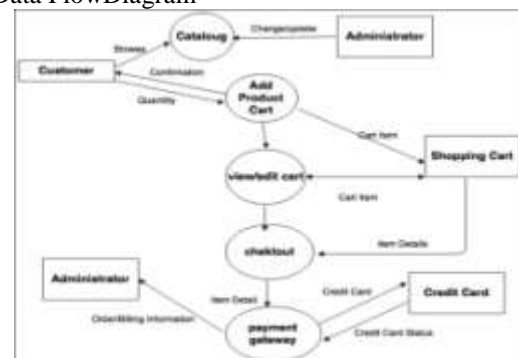 Data FlowDiagram
Cataloug
Change/update
Administrator
Browse
Customer
Confirmation
Quantity
Add
Product
Cart
Cart Item
Shopping Cart
view/edit cart
Cart Item
chektout
Item Details
Administrator
Item Detail
Credit Card
Credit Card
Order/Billing Information
payment
gateway
Credit Card Status